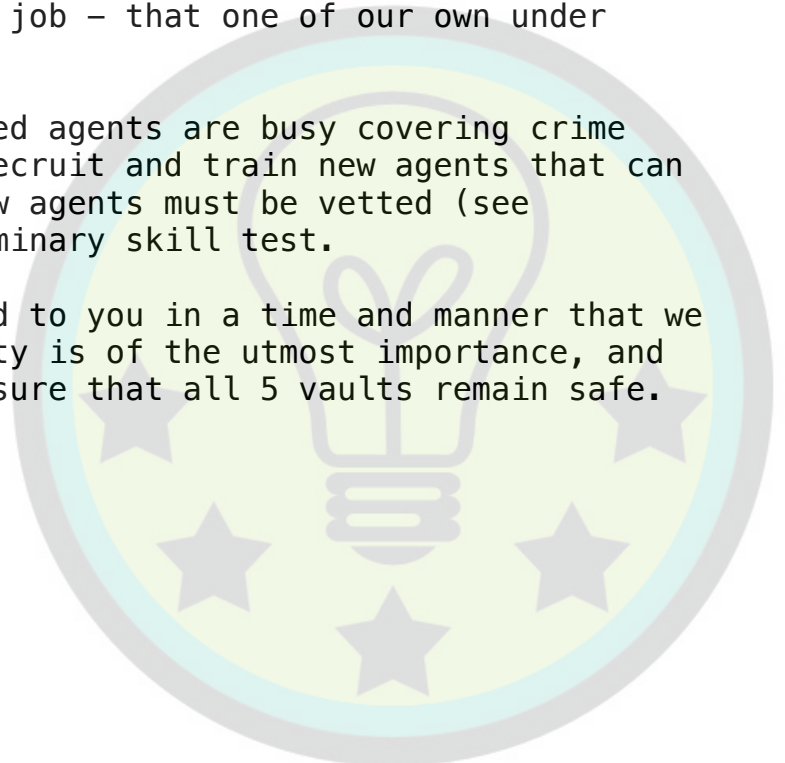 job – that one of our own under
ed agents are busy covering crime
ecruit and train new agents that can
w agents must be vetted (see
minary skill test.
d to you in a time and manner that we
ty is of the utmost importance, and
sure that all 5 vaults remain safe.